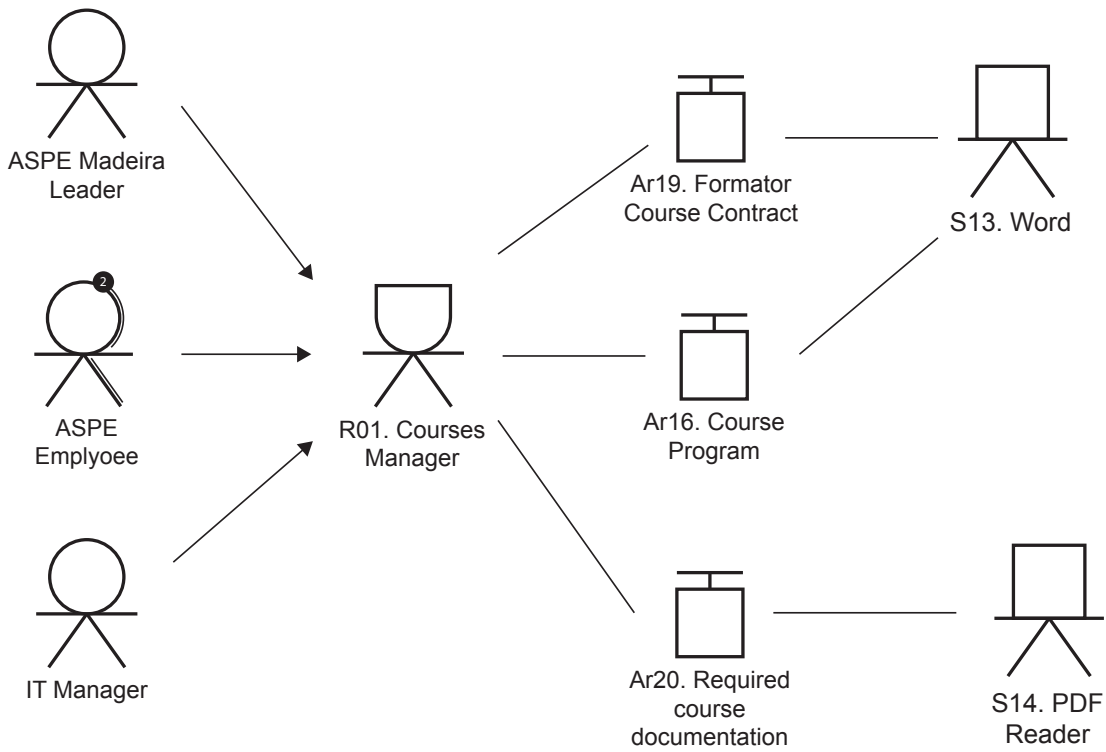 ASPE Madeira
Leader
2
ASPE
Emplyoee
IT Manager
R01. Courses
Manager
Ar19. Formator
Course Contract
Ar16. Course
Program
Ar20. Required
course
documentation
S13. Word
S14. PDF
Reader